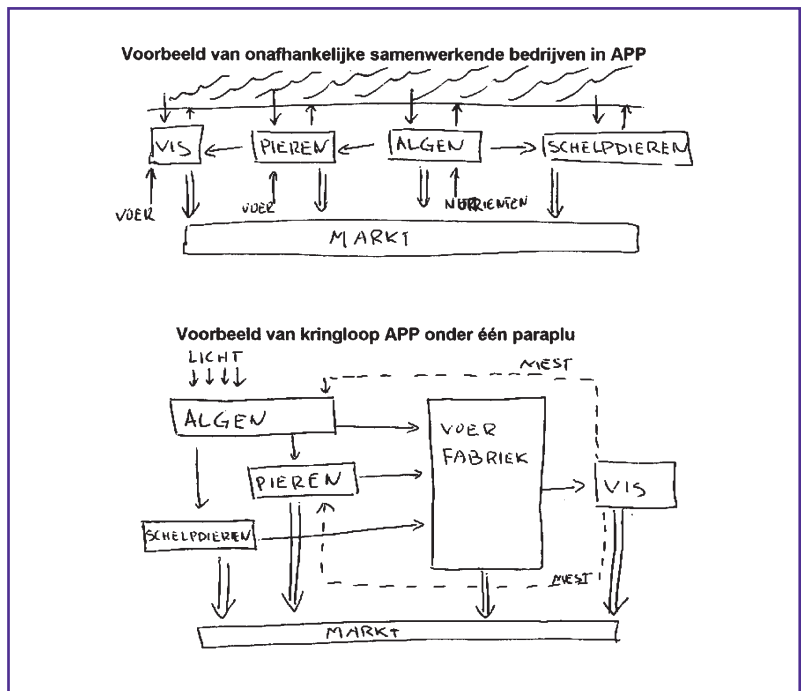 Voorbeeld van onafhankelijke samenwerkende bedrijven in APP
VIS PIEREN ALGEN SCHELPDIEREN
VOER VOER NUTRIENTEN
MARKT
Voorbeeld van kringloop APP onder één paraplu
LICHT
MEST
ALGEN
VOER
FABRIEK
PIEREN
VIS
SCHELPDIEREN
MEST
MARKT